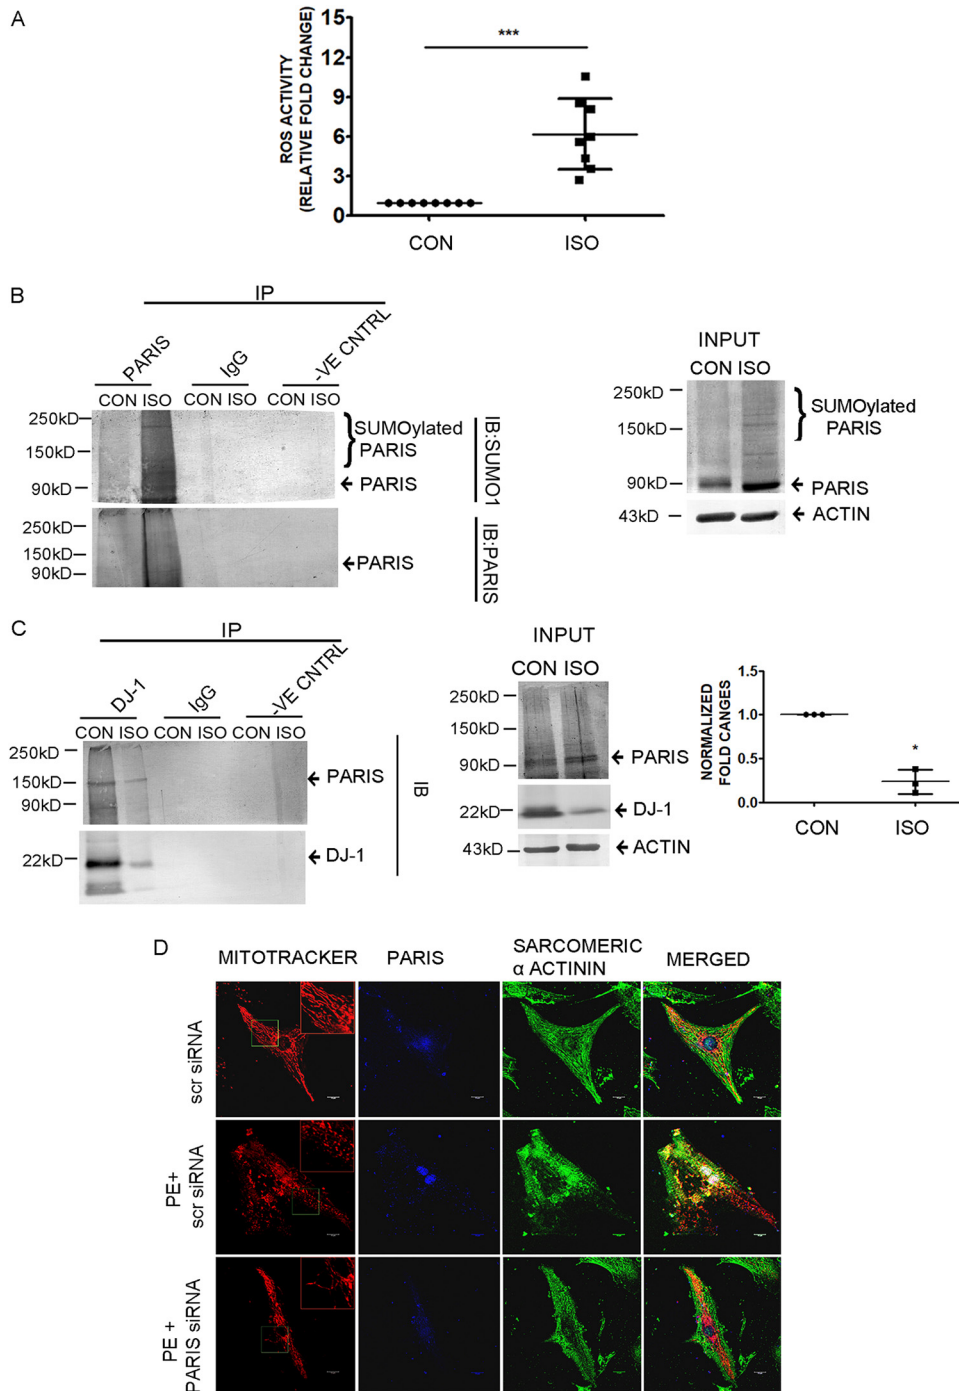 A
ROS ACTIVITY
(RELATIVE FOLD CHANGE)
15
12
9
6
3
0
***
CON
ISO
B
IP
PARIS
IgG
-VE CNTRL
CON ISO CON ISO CON ISO
250kD
150kD
90kD
SUMOylated
PARIS
PARIS
IB:SUMO1
250kD
150kD
90kD
PARIS
IB:PARIS
INPUT
CON ISO
250kD
150kD
90kD
43kD
SUMOylated
PARIS
PARIS
ACTIN
C
IP
DJ-1
IgG
-VE CNTRL
CON ISO CON ISO CON ISO
250kD
150kD
90kD
22kD
PARIS
DJ-1
IB
INPUT
CON ISO
250kD
150kD
90kD
22kD
43kD
PARIS
DJ-1
ACTIN
NORMALIZED
FOLD CANGES
1.5
1.0
0.5
0.0
*
CON
ISO
D
MITOTRACKER
PARIS
SARCOMERIC
α ACTININ
MERGED
scr siRNA
PE+
scr siRNA
PE +
PARIS siRNA